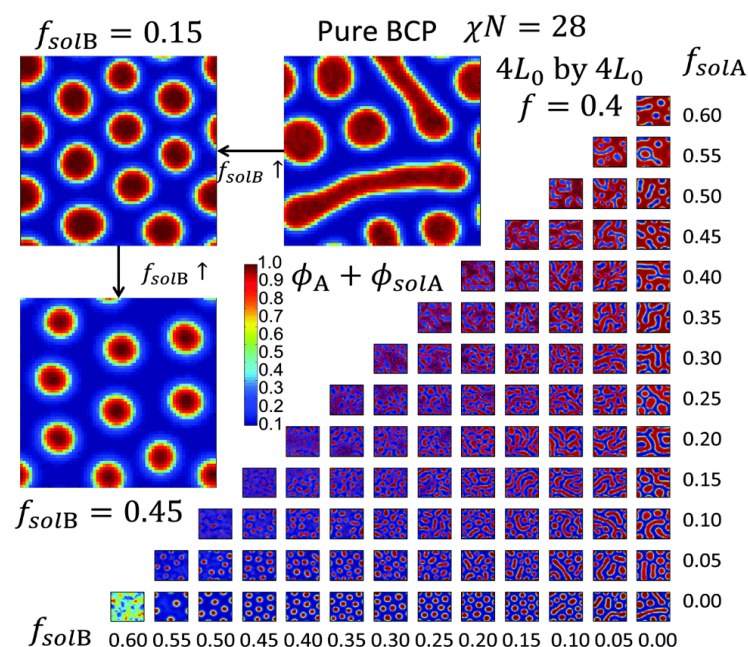 f_solB = 0.15
Pure BCP χN = 28
4L₀ by 4L₀
f = 0.4
f_solA
f_solB ↑
f_solB ↑
ϕ_A + ϕ_solA
1.0
0.9
0.8
0.7
0.6
0.5
0.4
0.3
0.2
0.1
f_solB = 0.45
0.60
0.55
0.50
0.45
0.40
0.35
0.30
0.25
0.20
0.15
0.10
0.05
0.00
f_solB 0.60 0.55 0.50 0.45 0.40 0.35 0.30 0.25 0.20 0.15 0.10 0.05 0.00